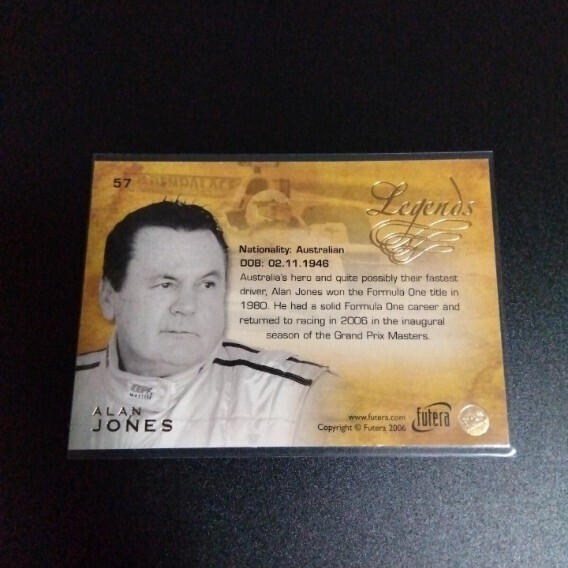 57
Legends
Nationality: Australian
DOB: 02.11.1946
Australia's hero and quite possibly their fastest
driver, Alan Jones won the Formula One title in
1980. He had a solid Formula One career and
returned to racing in 2006 in the inaugural
season of the Grand Prix Masters.
ALAN
JONES
www.futera.com
Copyright © Futera 2006
futera